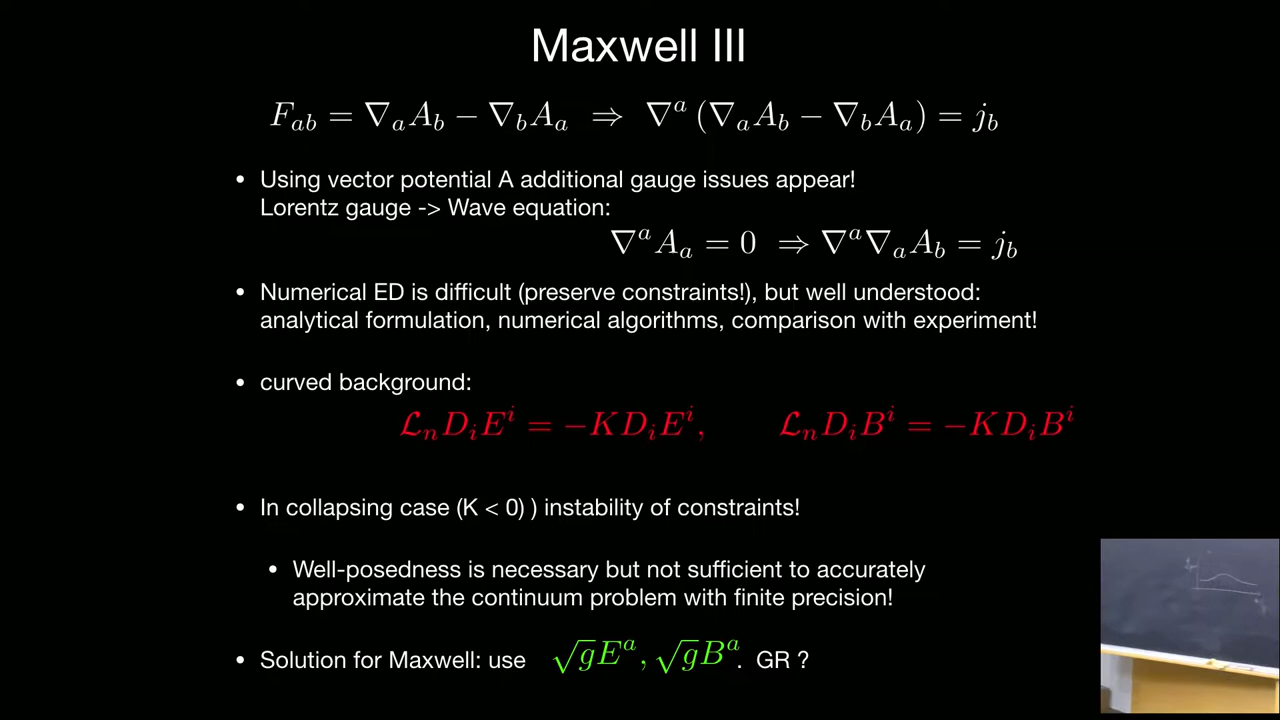 Maxwell III
F_{ab} = ∇_a A_b − ∇_b A_a ⇒ ∇^a (∇_a A_b − ∇_b A_a) = j_b
• Using vector potential A additional gauge issues appear!
Lorentz gauge -> Wave equation:
∇^a A_a = 0 ⇒ ∇^a ∇_a A_b = j_b
• Numerical ED is difficult (preserve constraints!), but well understood:
analytical formulation, numerical algorithms, comparison with experiment!
• curved background:
ℒ_n D_i E^i = −K D_i E^i, ℒ_n D_i B^i = −K D_i B^i
• In collapsing case (K < 0) ) instability of constraints!
• Well-posedness is necessary but not sufficient to accurately
approximate the continuum problem with finite precision!
• Solution for Maxwell: use √g E^a, √g B^a. GR ?